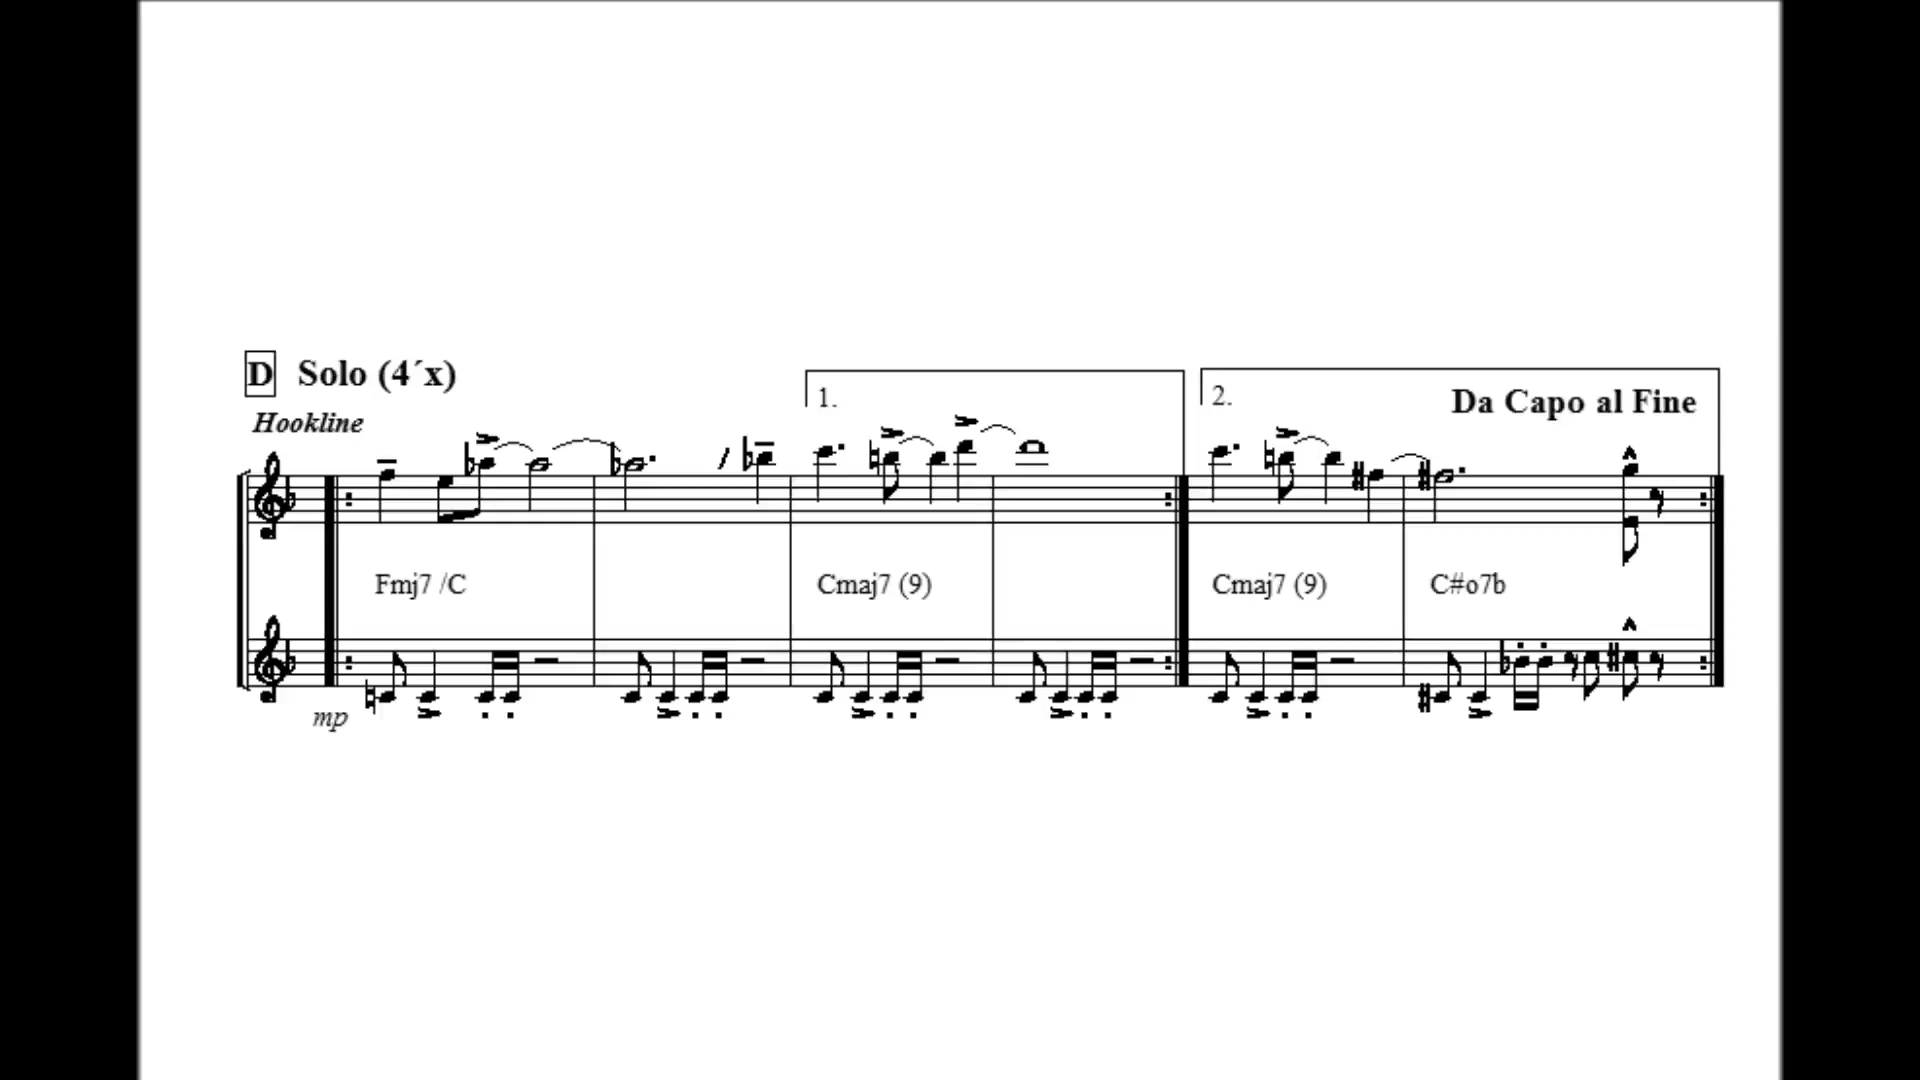 D Solo (4´x)
Hookline
1.
2.
Da Capo al Fine
Fmj7 /C
Cmaj7 (9)
Cmaj7 (9)
C#o7b
mp